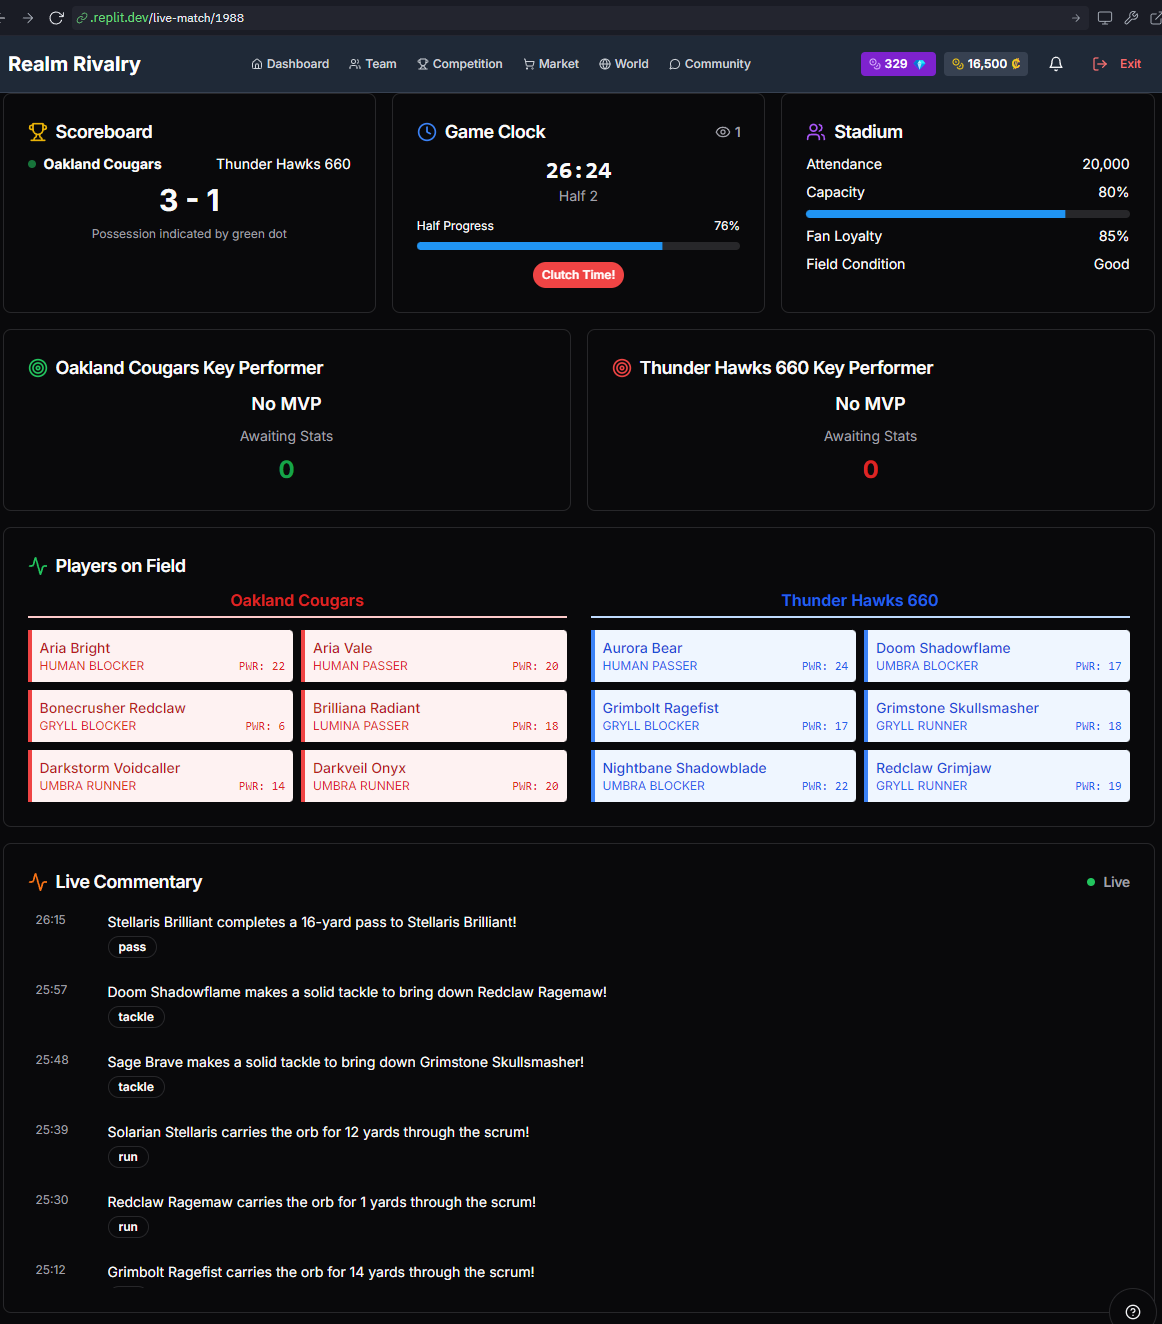 .replit.dev/live-match/1988
Realm Rivalry
Dashboard
Team
Competition
Market
World
Community
329
16,500 ₢
Exit
Scoreboard
Oakland Cougars
Thunder Hawks 660
3 - 1
Possession indicated by green dot
Game Clock
1
26:24
Half 2
Half Progress
76%
Clutch Time!
Stadium
Attendance
20,000
Capacity
80%
Fan Loyalty
85%
Field Condition
Good
Oakland Cougars Key Performer
No MVP
Awaiting Stats
0
Thunder Hawks 660 Key Performer
No MVP
Awaiting Stats
0
Players on Field
Oakland Cougars
Aria Bright
HUMAN BLOCKER
PWR: 22
Aria Vale
HUMAN PASSER
PWR: 20
Bonecrusher Redclaw
GRYLL BLOCKER
PWR: 6
Brilliana Radiant
LUMINA PASSER
PWR: 18
Darkstorm Voidcaller
UMBRA RUNNER
PWR: 14
Darkveil Onyx
UMBRA RUNNER
PWR: 20
Thunder Hawks 660
Aurora Bear
HUMAN PASSER
PWR: 24
Doom Shadowflame
UMBRA BLOCKER
PWR: 17
Grimbolt Ragefist
GRYLL BLOCKER
PWR: 17
Grimstone Skullsmasher
GRYLL RUNNER
PWR: 18
Nightbane Shadowblade
UMBRA BLOCKER
PWR: 22
Redclaw Grimjaw
GRYLL RUNNER
PWR: 19
Live Commentary
Live
26:15
Stellaris Brilliant completes a 16-yard pass to Stellaris Brilliant!
pass
25:57
Doom Shadowflame makes a solid tackle to bring down Redclaw Ragemaw!
tackle
25:48
Sage Brave makes a solid tackle to bring down Grimstone Skullsmasher!
tackle
25:39
Solarian Stellaris carries the orb for 12 yards through the scrum!
run
25:30
Redclaw Ragemaw carries the orb for 1 yards through the scrum!
run
25:12
Grimbolt Ragefist carries the orb for 14 yards through the scrum!